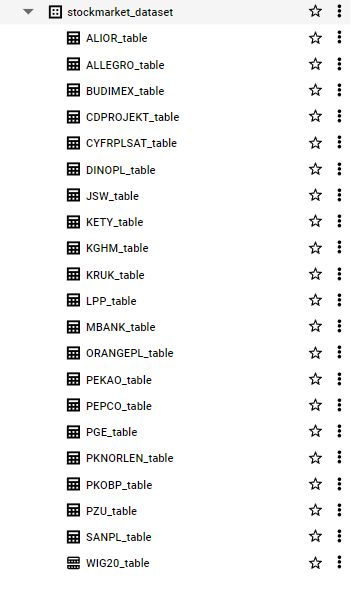 stockmarket_dataset
ALIOR_table
ALLEGRO_table
BUDIMEX_table
CDPROJEKT_table
CYFRPLSAT_table
DINOPL_table
JSW_table
KETY_table
KGHM_table
KRUK_table
LPP_table
MBANK_table
ORANGEPL_table
PEKAO_table
PEPCO_table
PGE_table
PKNORLEN_table
PKOBP_table
PZU_table
SANPL_table
WIG20_table